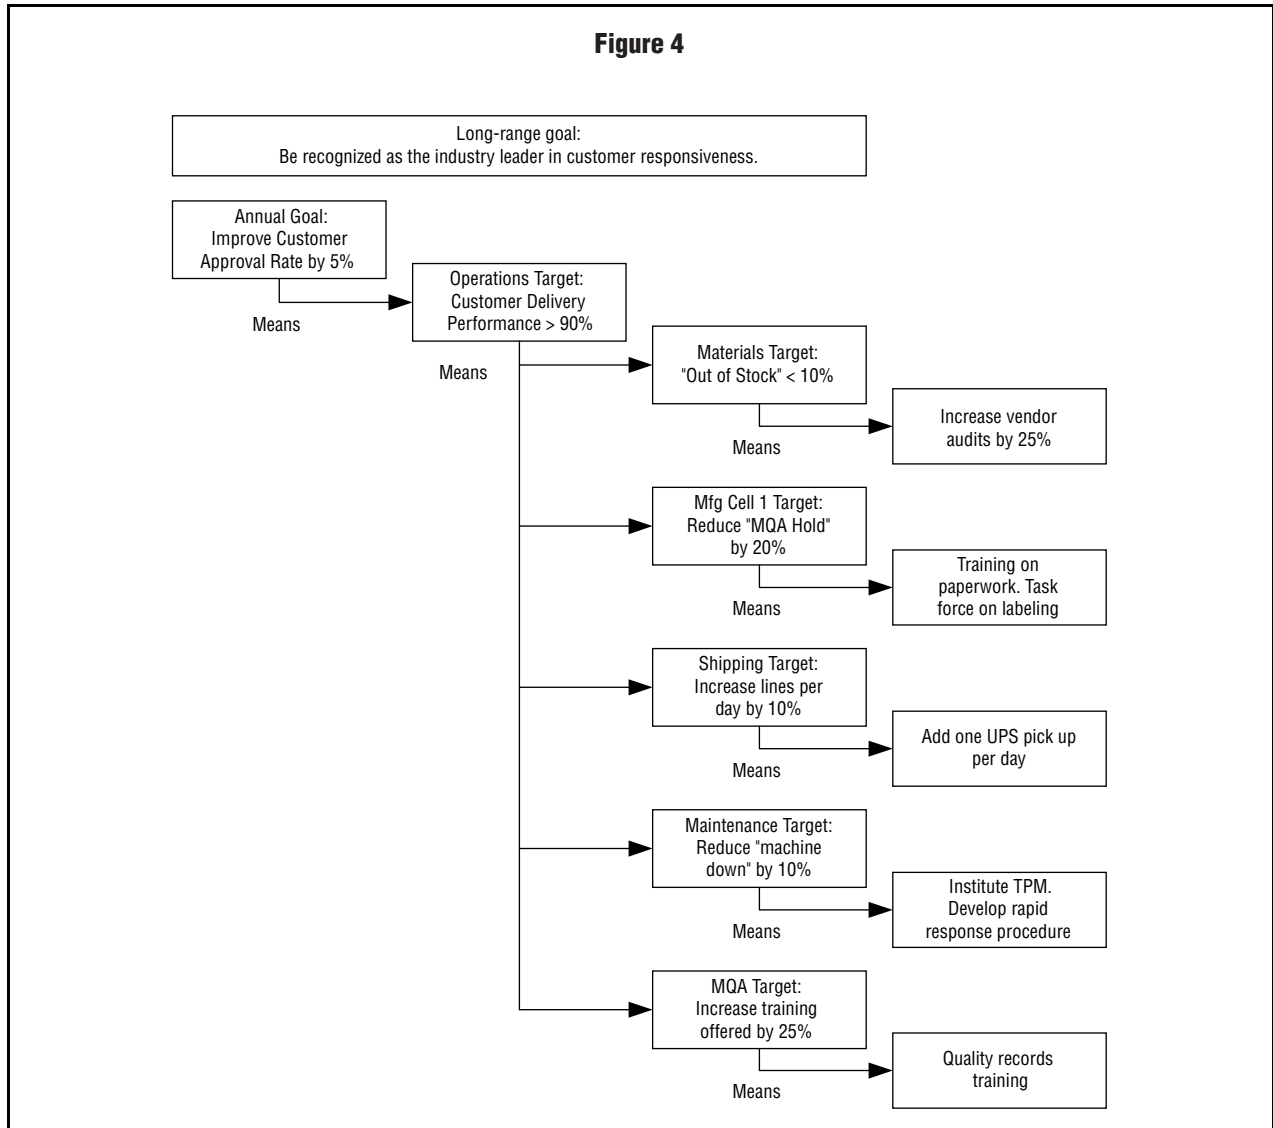 Figure 4
Long-range goal:
Be recognized as the industry leader in customer responsiveness.
Annual Goal:
Improve Customer
Approval Rate by 5%
Means
Operations Target:
Customer Delivery
Performance > 90%
Means
Materials Target:
"Out of Stock" < 10%
Means
Increase vendor
audits by 25%
Mfg Cell 1 Target:
Reduce "MQA Hold"
by 20%
Means
Training on
paperwork. Task
force on labeling
Shipping Target:
Increase lines per
day by 10%
Means
Add one UPS pick up
per day
Maintenance Target:
Reduce "machine
down" by 10%
Means
Institute TPM.
Develop rapid
response procedure
MQA Target:
Increase training
offered by 25%
Means
Quality records
training